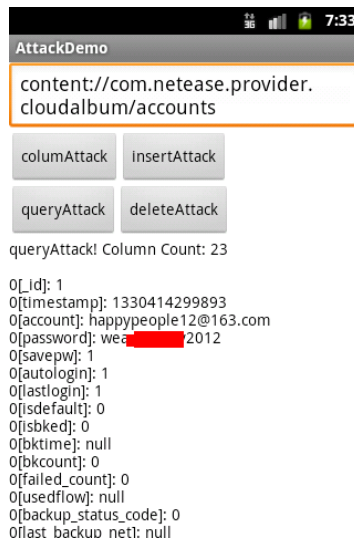 3G 7:33
AttackDemo
content://com.netease.provider.
cloudalbum/accounts
columAttack insertAttack
queryAttack deleteAttack
queryAttack! Column Count: 23
0[_id]: 1
0[timestamp]: 1330414299893
0[account]: happypeople12@163.com
0[password]: wea 2012
0[savepw]: 1
0[autologin]: 1
0[lastlogin]: 1
0[isdefault]: 0
0[isbked]: 0
0[bktime]: null
0[bkcount]: 0
0[failed_count]: 0
0[usedflow]: null
0[backup_status_code]: 0
0[last_backup_net]: null